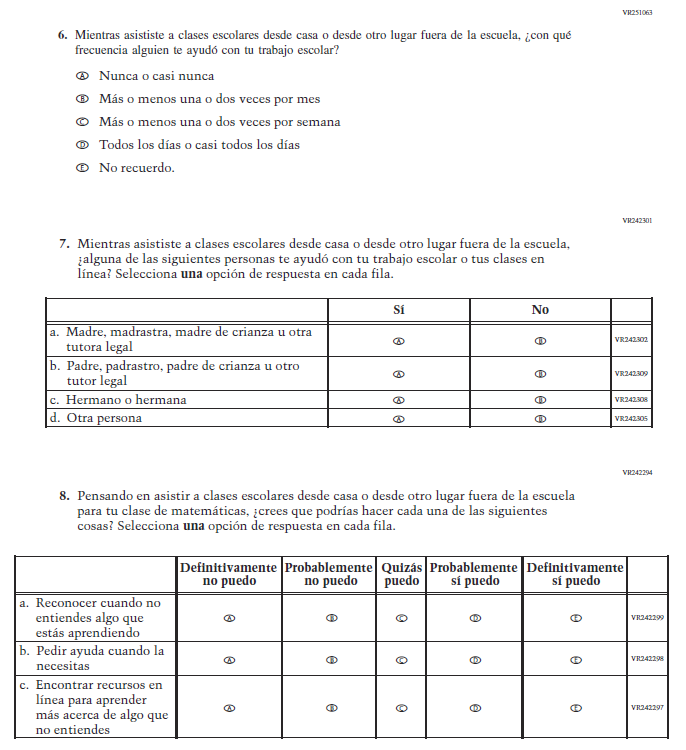 VR251063
6. Mientras asististe a clases escolares desde casa o desde otro lugar fuera de la escuela, ¿con qué
frecuencia alguien te ayudó con tu trabajo escolar?
A Nunca o casi nunca
B Más o menos una o dos veces por mes
C Más o menos una o dos veces por semana
D Todos los días o casi todos los días
E No recuerdo.
VR242301
7. Mientras asististe a clases escolares desde casa o desde otro lugar fuera de la escuela,
¿alguna de las siguientes personas te ayudó con tu trabajo escolar o tus clases en
línea? Selecciona una opción de respuesta en cada fila.
Sí No
a. Madre, madrastra, madre de crianza u otra
tutora legal
A B VR242302
b. Padre, padrastro, padre de crianza u otro
tutor legal
A B VR242309
c. Hermano o hermana A B VR242308
d. Otra persona A B VR242305
VR242294
8. Pensando en asistir a clases escolares desde casa o desde otro lugar fuera de la escuela
para tu clase de matemáticas, ¿crees que podrías hacer cada una de las siguientes
cosas? Selecciona una opción de respuesta en cada fila.
Definitivamente Probablemente Quizás Probablemente Definitivamente
no puedo no puedo puedo sí puedo sí puedo
a. Reconocer cuando no
entiendes algo que
estás aprendiendo
A B C D E VR242299
b. Pedir ayuda cuando la
necesitas
A B C D E VR242298
c. Encontrar recursos en
línea para aprender
más acerca de algo que
no entiendes
A B C D E VR242297